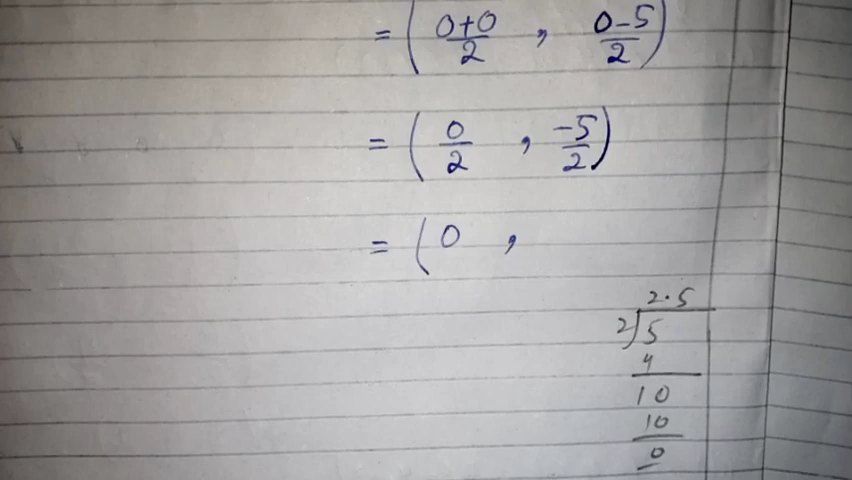 = ( 0+0/2 , 0-5/2 )
= ( 0/2 , -5/2 )
= ( 0 ,
2.5
2)5
4
10
10
0